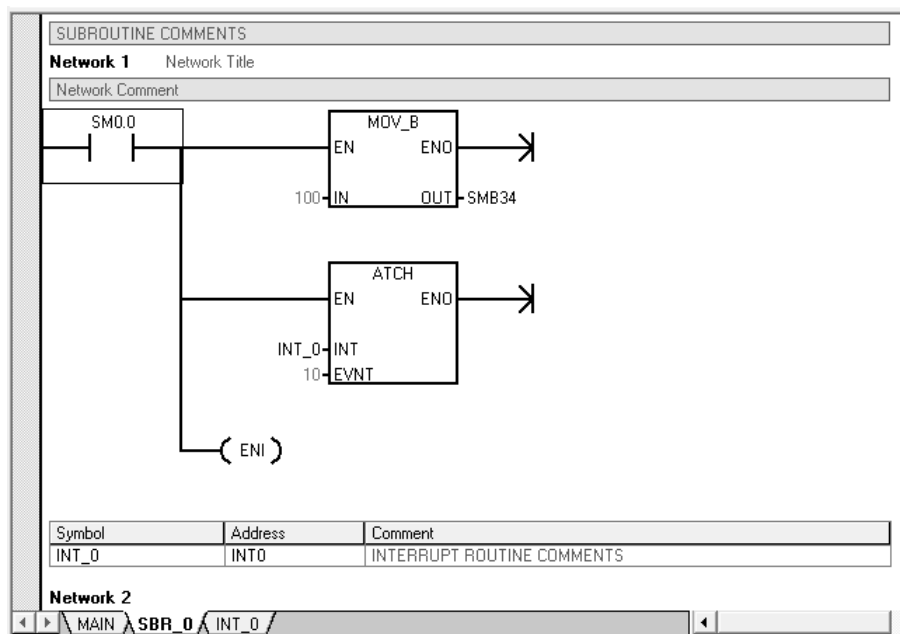 SUBROUTINE COMMENTS
Network 1 Network Title
Network Comment
SM0.0
MOV_B
EN ENO
100 IN OUT SMB34
ATCH
EN ENO
INT_0 INT
10 EVNT
ENI
Symbol Address Comment
INT_0 INT0 INTERRUPT ROUTINE COMMENTS
Network 2
MAIN SBR_0 INT_0